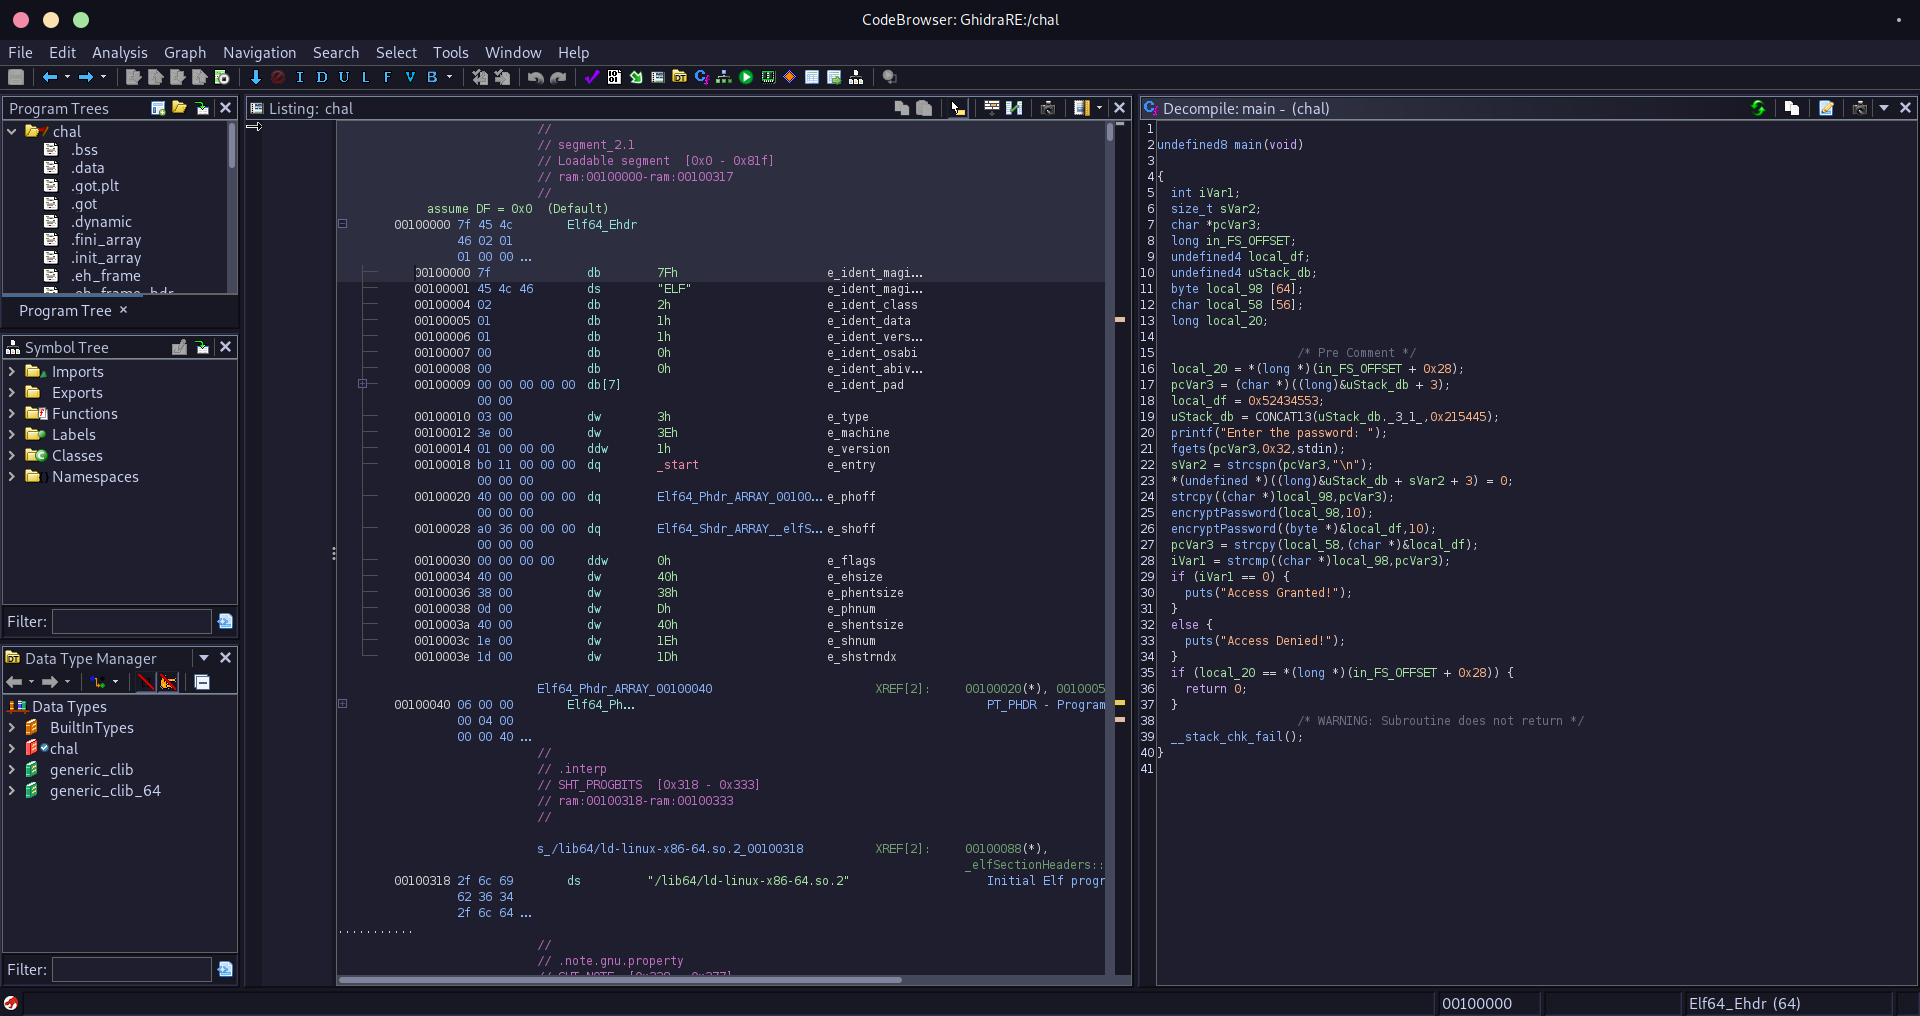 CodeBrowser: GhidraRE:/chal
File Edit Analysis Graph Navigation Search Select Tools Window Help
I D U L F V B
Program Trees
chal
.bss
.data
.got.plt
.got
.dynamic
.fini_array
.init_array
.eh_frame
.eh_frame_hdr
Program Tree ×
Symbol Tree
Imports
Exports
Functions
Labels
Classes
Namespaces
Filter:
Data Type Manager
Data Types
BuiltInTypes
chal
generic_clib
generic_clib_64
Filter:
Listing: chal
//
// segment_2.1
// Loadable segment [0x0 - 0x81f]
// ram:00100000-ram:00100317
//
assume DF = 0x0 (Default)
00100000 7f 45 4c Elf64_Ehdr
46 02 01
01 00 00 ...
00100000 7f db 7Fh e_ident_magi...
00100001 45 4c 46 ds "ELF" e_ident_magi...
00100004 02 db 2h e_ident_class
00100005 01 db 1h e_ident_data
00100006 01 db 1h e_ident_vers...
00100007 00 db 0h e_ident_osabi
00100008 00 db 0h e_ident_abiv...
00100009 00 00 00 00 00 db[7] e_ident_pad
00 00
00100010 03 00 dw 3h e_type
00100012 3e 00 dw 3Eh e_machine
00100014 01 00 00 00 ddw 1h e_version
00100018 b0 11 00 00 00 dq _start e_entry
00 00 00
00100020 40 00 00 00 00 dq Elf64_Phdr_ARRAY_00100... e_phoff
00 00 00
00100028 a0 36 00 00 00 dq Elf64_Shdr_ARRAY__elfS... e_shoff
00 00 00
00100030 00 00 00 00 ddw 0h e_flags
00100034 40 00 dw 40h e_ehsize
00100036 38 00 dw 38h e_phentsize
00100038 0d 00 dw Dh e_phnum
0010003a 40 00 dw 40h e_shentsize
0010003c 1e 00 dw 1Eh e_shnum
0010003e 1d 00 dw 1Dh e_shstrndx
Elf64_Phdr_ARRAY_00100040 XREF[2]: 00100020(*), 0010005
00100040 06 00 00 Elf64_Ph... PT_PHDR - Program
00 04 00
00 00 40 ...
//
// .interp
// SHT_PROGBITS [0x318 - 0x333]
// ram:00100318-ram:00100333
//
s_/lib64/ld-linux-x86-64.so.2_00100318 XREF[2]: 00100088(*),
_elfSectionHeaders::
00100318 2f 6c 69 ds "/lib64/ld-linux-x86-64.so.2" Initial Elf progr
62 36 34
2f 6c 64 ...
...........
//
// .note.gnu.property
// SHT_NOTE [0x338 - 0x377]
Decompile: main - (chal)
1
2 undefined8 main(void)
3
4 {
5 int iVar1;
6 size_t sVar2;
7 char *pcVar3;
8 long in_FS_OFFSET;
9 undefined4 local_df;
10 undefined4 uStack_db;
11 byte local_98 [64];
12 char local_58 [56];
13 long local_20;
14
15 /* Pre Comment */
16 local_20 = *(long *)(in_FS_OFFSET + 0x28);
17 pcVar3 = (char *)((long)&uStack_db + 3);
18 local_df = 0x52434553;
19 uStack_db = CONCAT13(uStack_db._3_1_,0x215445);
20 printf("Enter the password: ");
21 fgets(pcVar3,0x32,stdin);
22 sVar2 = strcspn(pcVar3,"\n");
23 *(undefined *)((long)&uStack_db + sVar2 + 3) = 0;
24 strcpy((char *)local_98,pcVar3);
25 encryptPassword(local_98,10);
26 encryptPassword((byte *)&local_df,10);
27 pcVar3 = strcpy(local_58,(char *)&local_df);
28 iVar1 = strcmp((char *)local_98,pcVar3);
29 if (iVar1 == 0) {
30 puts("Access Granted!");
31 }
32 else {
33 puts("Access Denied!");
34 }
35 if (local_20 == *(long *)(in_FS_OFFSET + 0x28)) {
36 return 0;
37 }
38 /* WARNING: Subroutine does not return */
39 __stack_chk_fail();
40 }
41
00100000 Elf64_Ehdr (64)